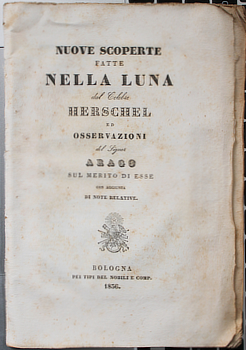 NUOVE SCOPERTE
FATTE
NELLA LUNA
dal Celebre
HERSCHEL
ED
OSSERVAZIONI
del Signor
ARAGO
SUL MERITO DI ESSE
CON AGGIUNTA
DI NOTE RELATIVE.
BOLOGNA
PEI TIPI DEL NOBILI E COMP.
1836.